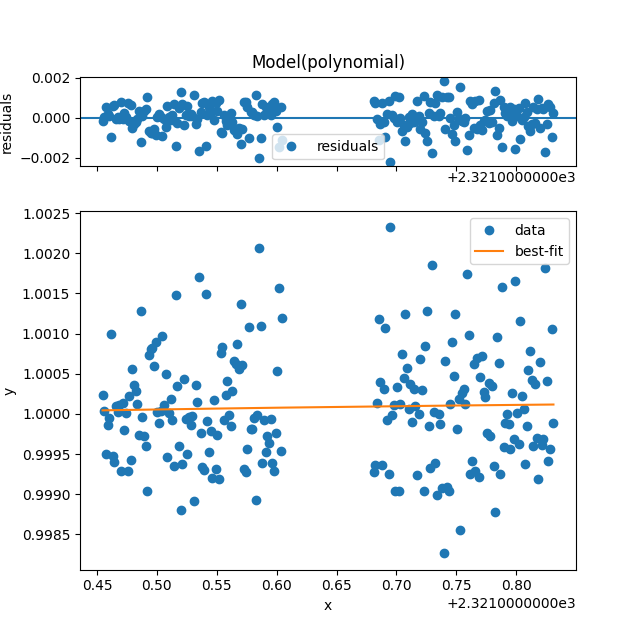 Model(polynomial)
0.002
0.000
−0.002
residuals
residuals
+2.3210000000e3
1.0025
1.0020
1.0015
1.0010
1.0005
1.0000
0.9995
0.9990
0.9985
y
data
best-fit
0.45 0.50 0.55 0.60 0.65 0.70 0.75 0.80
x
+2.3210000000e3